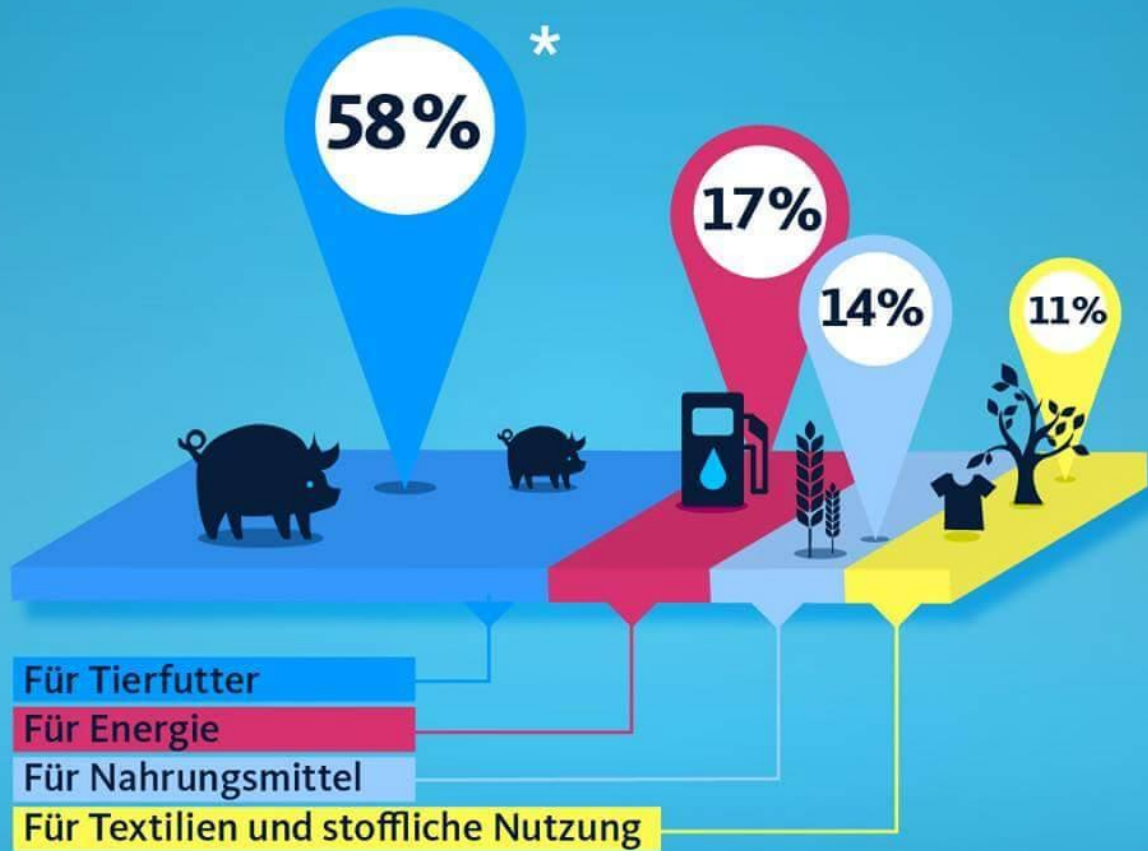 *
58%
17%
14%
11%
Für Tierfutter
Für Energie
Für Nahrungsmittel
Für Textilien und stoffliche Nutzung